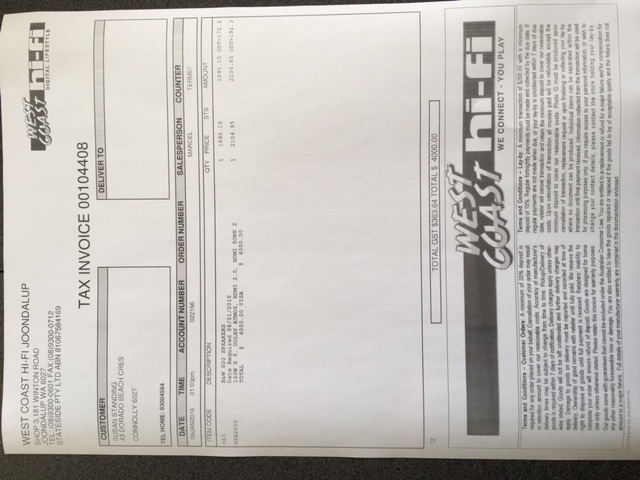 WEST COAST HI-FI JOONDALUP
SHOP 3,181 WINTON ROAD
JOONDALUP WA 6027
TEL: (08)9300-0601 FAX:(08)9300-0712
STATESIDE PTY LTD ABN 81067584169
WEST COAST hi-fi
DIGITAL LIFESTYLE
TAX INVOICE 00104408
CUSTOMER
SUSAN STANDING
43 DORADO BEACH CRES
CONNOLLY 6027
TEL HOME: 93004564
DELIVER TO
DATE TIME ACCOUNT NUMBER ORDER NUMBER SALESPERSON COUNTER
09JAN2016 01:03pm 022166 MARCEL TERM07
ITEM CODE DESCRIPTION QTY PRICE STS AMOUNT
683 B&W 600 SPEAKERS 1 1895.15 1895.15 GST=172.2
Date Required 08/01/2016
140W X 9, DOLBY ATMOS, HDMI 2.0, HDMI ZONE 2 1 2104.85 2104.85 GST=191.3
TOTAL $ 4000.00 VISA $ 4000.00
12
TOTAL GST $363.64 TOTAL $ 4000.00
WEST COAST hi-fi
WE CONNECT - YOU PLAY
Terms and Conditions – Customer Orders: A minimum of 30% deposit is
required for any order placed on your behalf. Cancellation of your order may result
in retention amount to cover our reasonable costs. Accuracy of manufacturer's
delivery times may be subject to change from time to time. Pickup/Delivery of
goods is required within 7 days of notification. Delivery charges apply unless other-
wise stated. Goods will not be left unattended and further delivery charges may
apply. Damage to goods on delivery must be reported and recorded at time of
delivery. Ownership of good remains with retailer until fully paid. We reserve the
right to dispose of goods until full payment is received. Retailers' inability to
complete your order will ensure refund of deposit. Goods are designed for home
use only unless otherwise stated. Please retain this invoice for warranty purposes.
Terms and Conditions – Lay-by: A minimum transaction of $200.00 with a minimum
deposit of 15%. Regular fortnightly payments must be made and collected by the due date. If
regular payments are not made when due, or your lay-by is uncollected within 7 days of due
date, retailer will cancel transaction and retain the minimum deposit to cover our reasonable
costs. Upon cancellation of transaction all monies paid will be refundable except the
minimum deposit to cover our reasonable costs. Photo ID must be produced upon
cancellation of transaction, replacement request or upon finalising or collecting your lay-by
where no document can be produced. Individual items can be separated within the
transaction until final payment received. Information collected from the transaction will be used
for processing purposes only. If you require access to your personal information, or wish to
change your contact details, please contact the store holding your lay-by.
Our goods come with guarantees that cannot be excluded under the Australian Consumer Law. You are entitled to a replacement or refund for a major failure and for compensation for
any other reasonably foreseeable loss or damage. You are also entitled to have the goods repaired or replaced if the goods fail to be of acceptable quality and the failure does not
amount to a major failure. Full details of your manufacturer warranty are contained in the documentation enclosed.